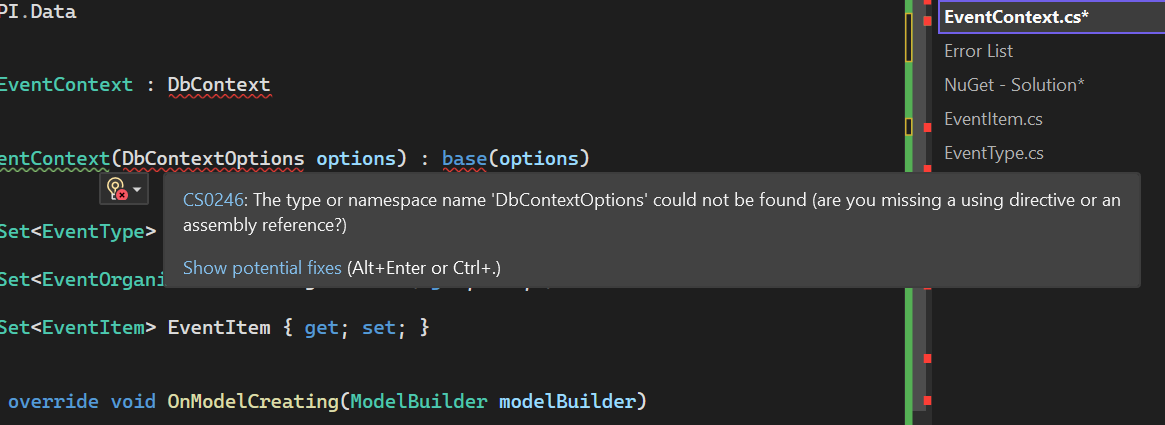 PI.Data
EventContext : DbContext
entContext(DbContextOptions options) : base(options)
CS0246: The type or namespace name 'DbContextOptions' could not be found (are you missing a using directive or an
assembly reference?)
Show potential fixes (Alt+Enter or Ctrl+.)
Set<EventType>
Set<EventOrgani
Set<EventItem> EventItem { get; set; }
override void OnModelCreating(ModelBuilder modelBuilder)
EventContext.cs*
Error List
NuGet - Solution*
EventItem.cs
EventType.cs